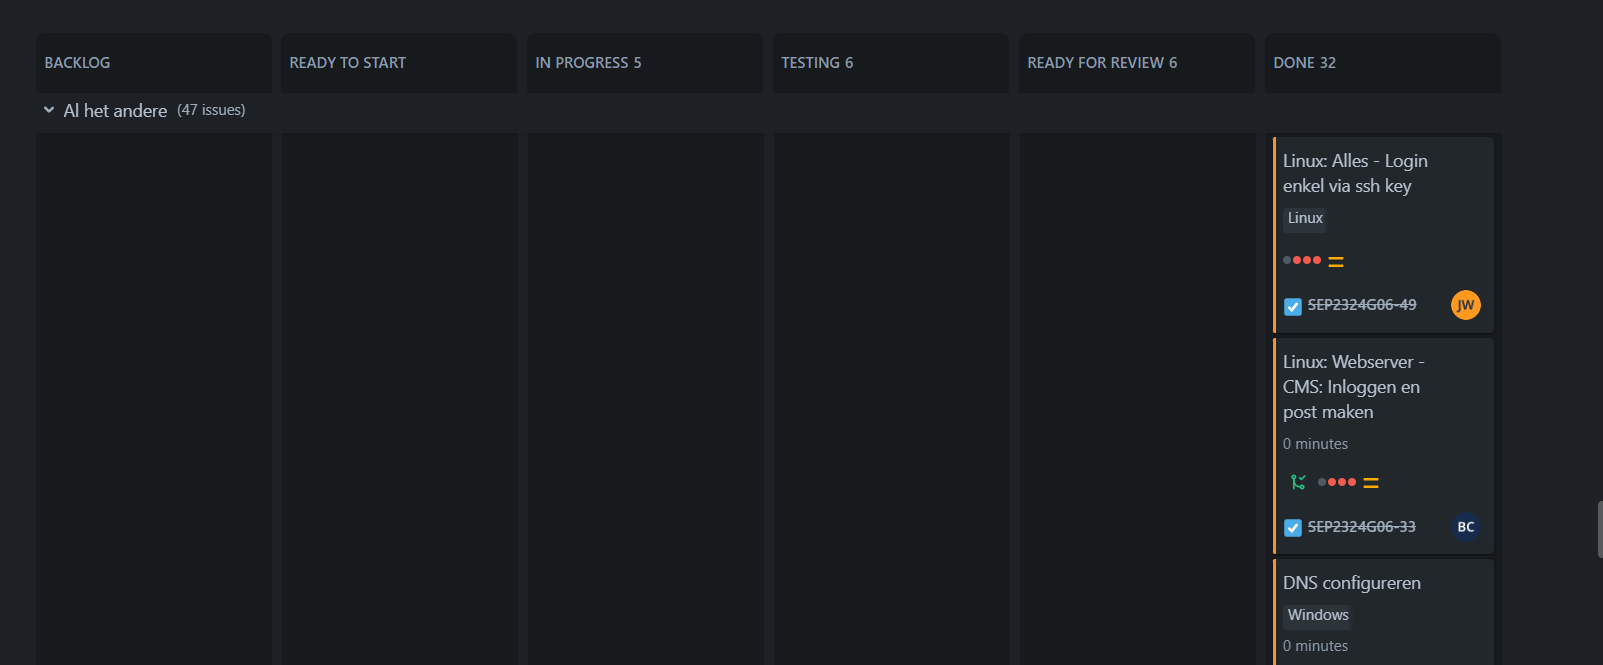 BACKLOG
READY TO START
IN PROGRESS 5
TESTING 6
READY FOR REVIEW 6
DONE 32
Al het andere (47 issues)
Linux: Alles - Login
enkel via ssh key
Linux
SEP2324G06-49
JW
Linux: Webserver -
CMS: Inloggen en
post maken
0 minutes
SEP2324G06-33
BC
DNS configureren
Windows
0 minutes